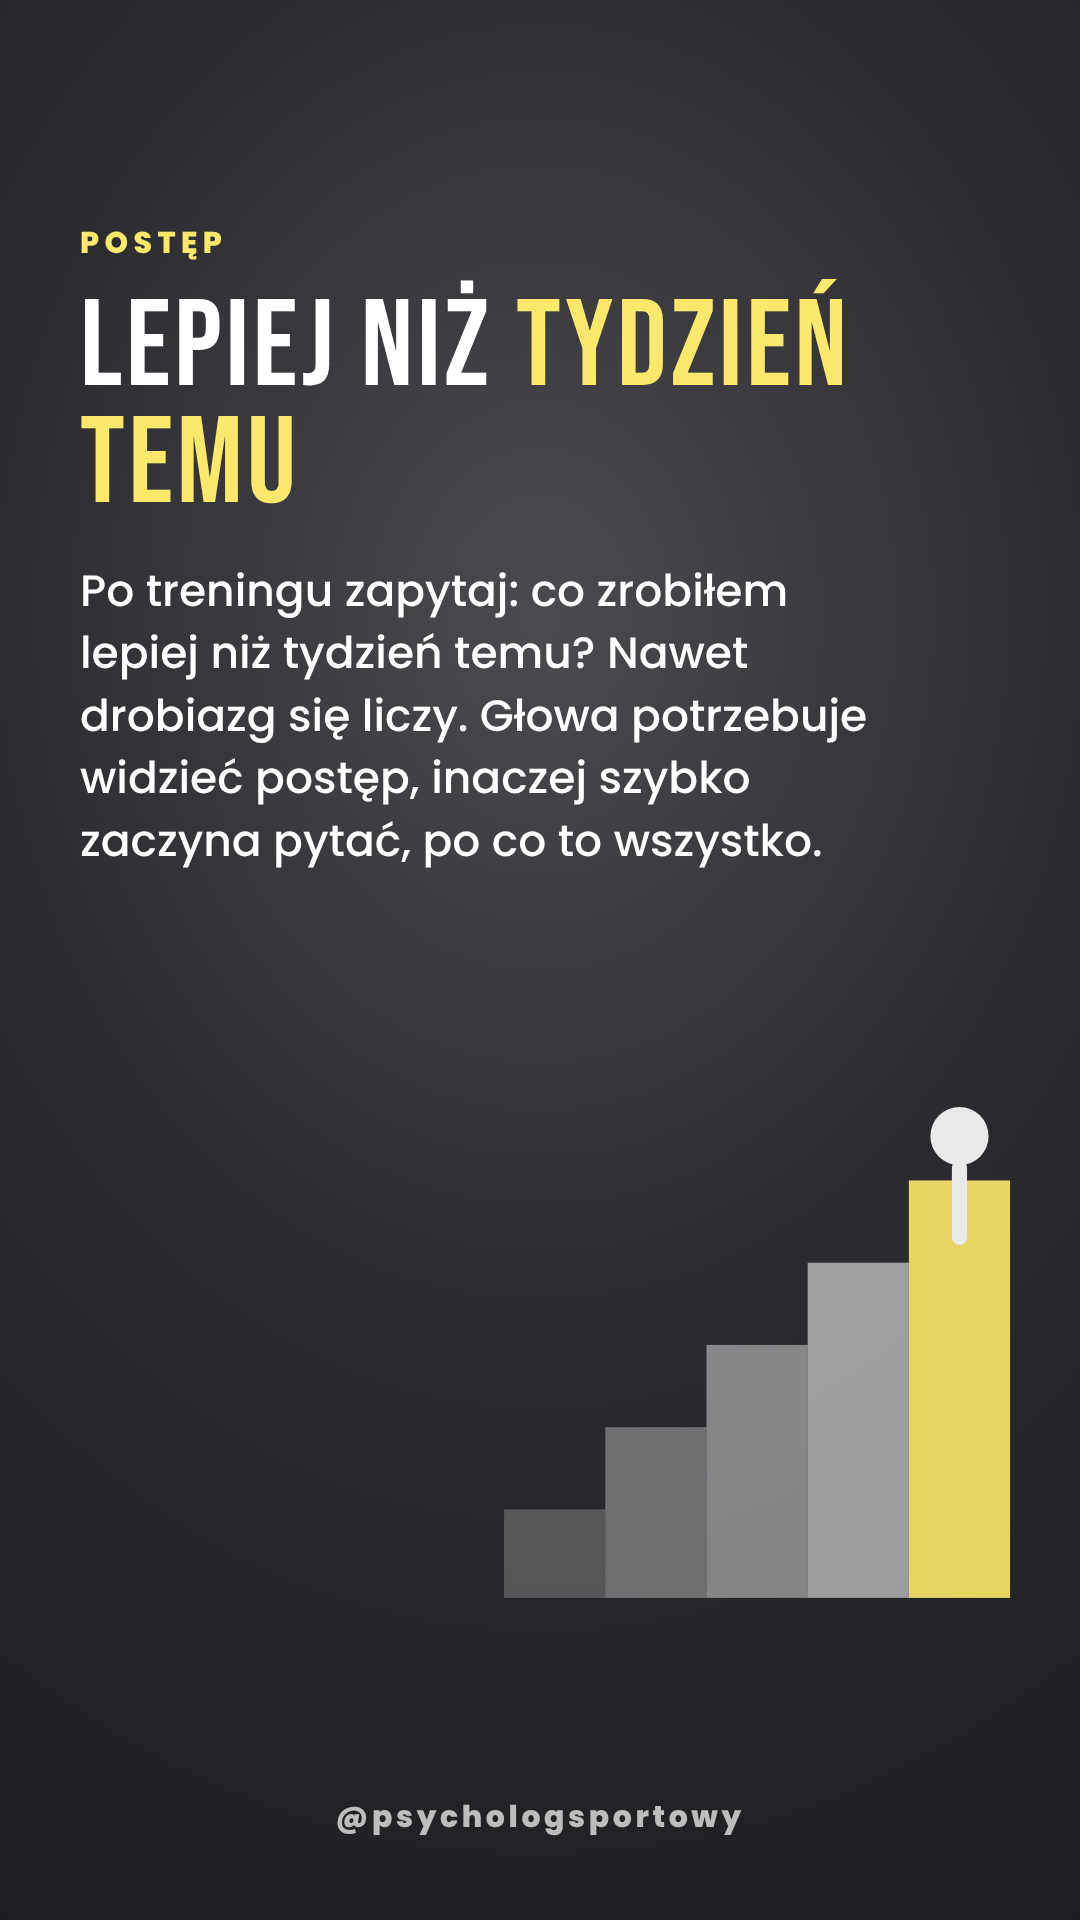 POSTĘP
LEPIEJ NIŻ TYDZIEŃ
TEMU
Po treningu zapytaj: co zrobiłem
lepiej niż tydzień temu? Nawet
drobiazg się liczy. Głowa potrzebuje
widzieć postęp, inaczej szybko
zaczyna pytać, po co to wszystko.
@psychologsportowy